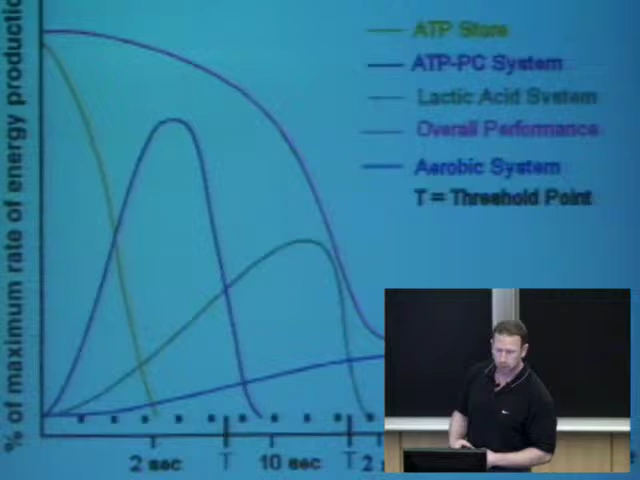 % of maximum rate of energy productio
ATP Store
ATP-PC System
Lactic Acid System
Overall Performance
Aerobic System
T = Threshold Point
2 sec T 10 sec T 2